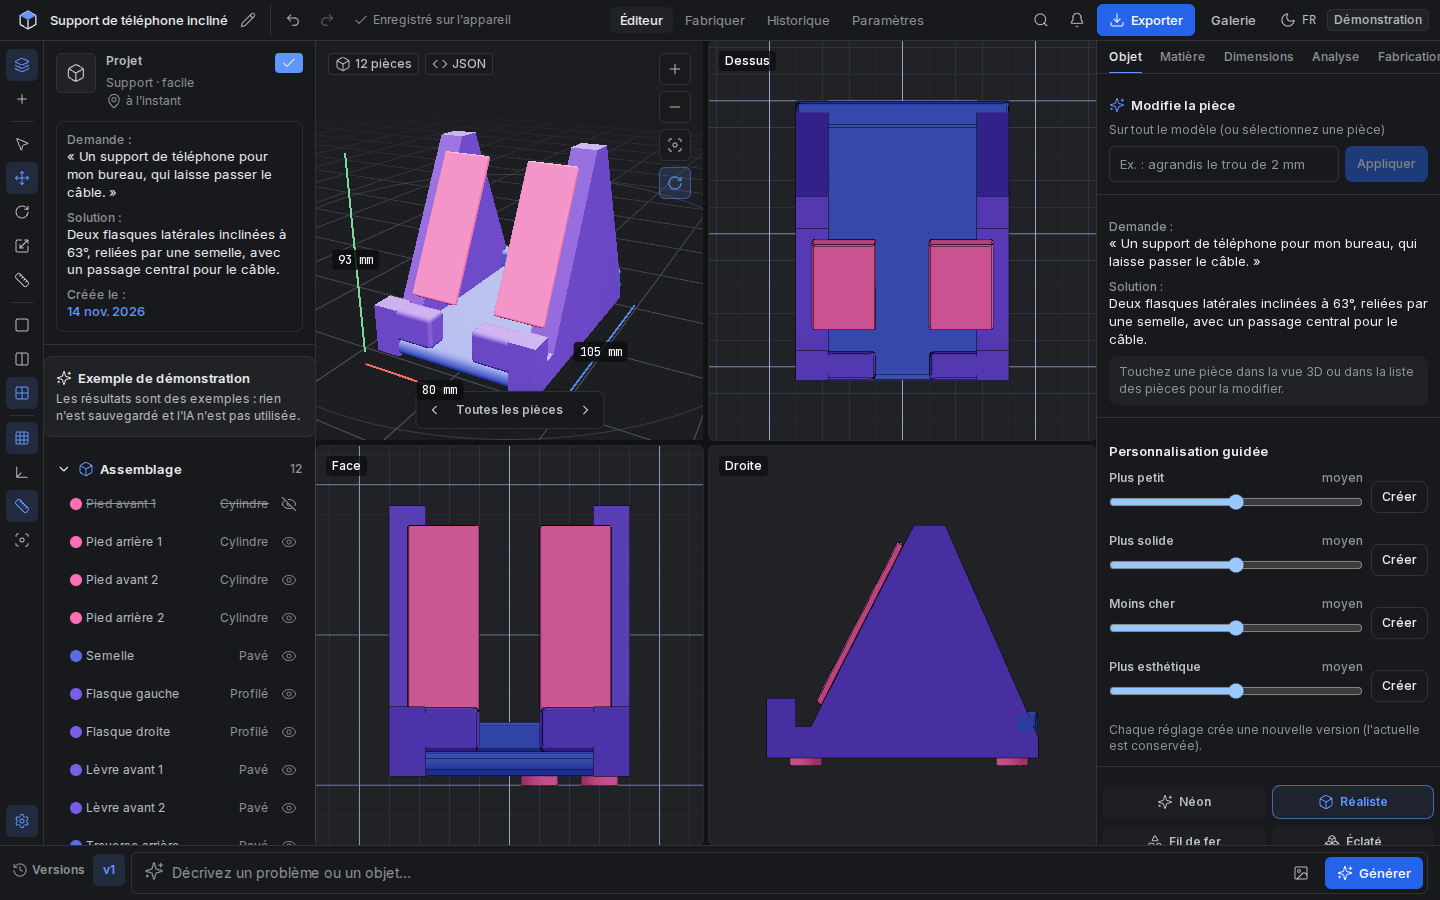 Support de téléphone incliné
Enregistré sur l'appareil
Éditeur
Fabriquer
Historique
Paramètres
Exporter
Galerie
FR
Démonstration
Projet
Support · facile
à l'instant
Demande :
« Un support de téléphone pour
mon bureau, qui laisse passer le
câble. »
Solution :
Deux flasques latérales inclinées à
63°, reliées par une semelle, avec
un passage central pour le câble.
Créée le :
14 nov. 2026
Exemple de démonstration
Les résultats sont des exemples : rien
n'est sauvegardé et l'IA n'est pas utilisée.
Assemblage 12
Pied avant 1 Cylindre
Pied arrière 1 Cylindre
Pied avant 2 Cylindre
Pied arrière 2 Cylindre
Semelle Pavé
Flasque gauche Profilé
Flasque droite Profilé
Lèvre avant 1 Pavé
Lèvre avant 2 Pavé
Traverse arrière Pavé
12 pièces
JSON
93 mm
105 mm
80 mm
Toutes les pièces
Dessus
Face
Droite
Objet
Matière
Dimensions
Analyse
Fabrication
Modifie la pièce
Sur tout le modèle (ou sélectionnez une pièce)
Ex. : agrandis le trou de 2 mm
Appliquer
Demande :
« Un support de téléphone pour mon bureau, qui
laisse passer le câble. »
Solution :
Deux flasques latérales inclinées à 63°, reliées par
une semelle, avec un passage central pour le
câble.
Touchez une pièce dans la vue 3D ou dans la liste
des pièces pour la modifier.
Personnalisation guidée
Plus petit moyen
Créer
Plus solide moyen
Créer
Moins cher moyen
Créer
Plus esthétique moyen
Créer
Chaque réglage crée une nouvelle version (l'actuelle
est conservée).
Néon
Réaliste
Fil de fer
Éclaté
Versions
v1
Décrivez un problème ou un objet...
Générer